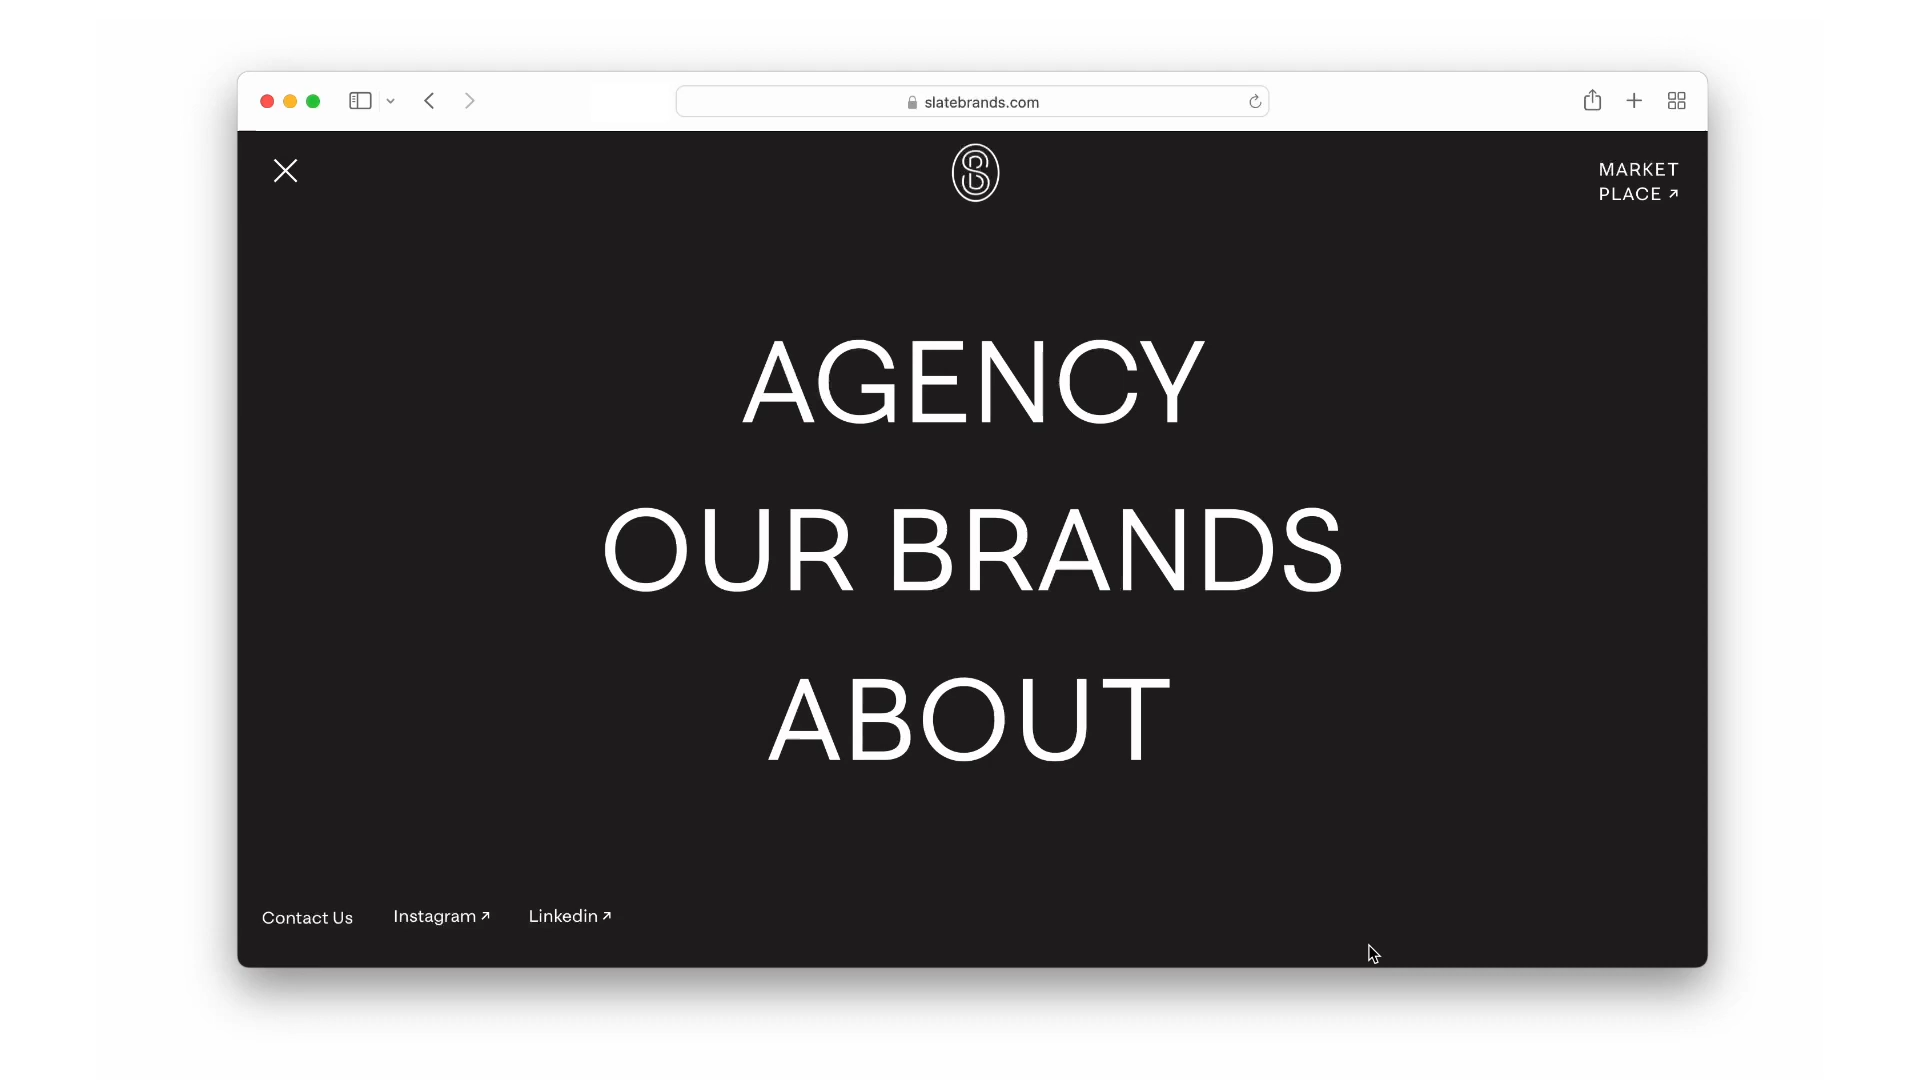 slatebrands.com
MARKET
PLACE ↗
AGENCY
OUR BRANDS
ABOUT
Contact Us Instagram ↗ Linkedin ↗